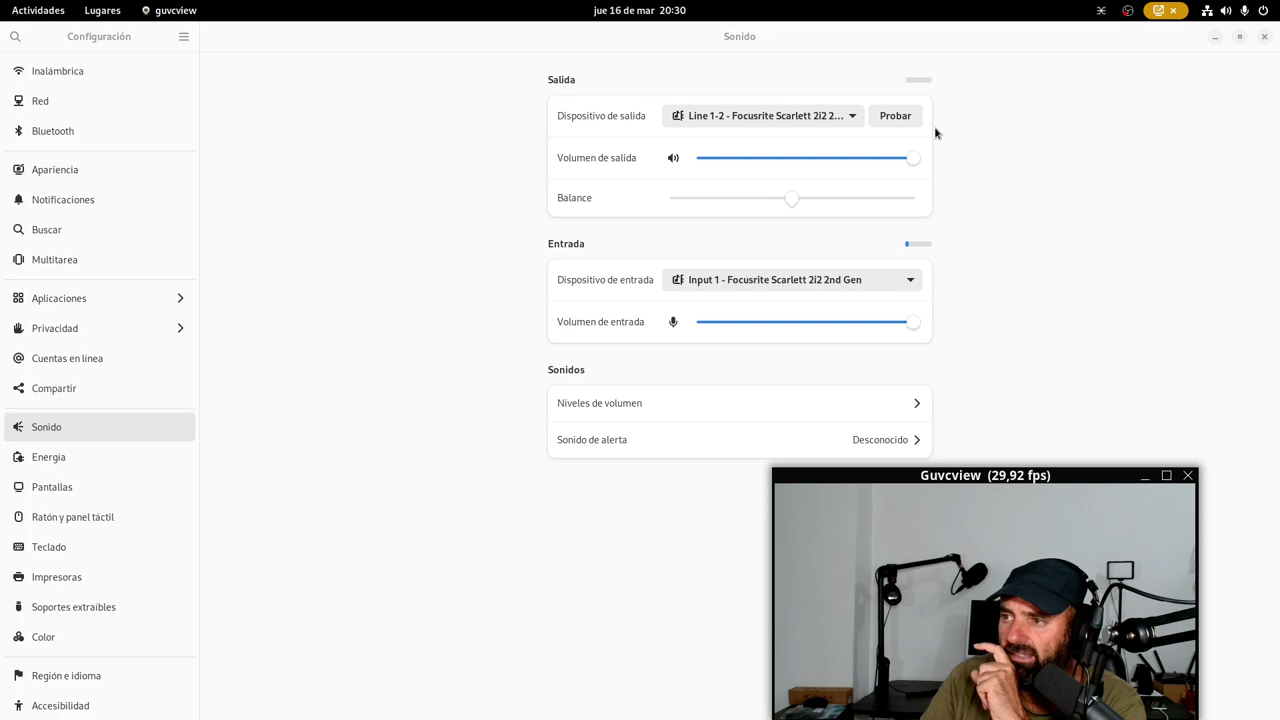 Actividades Lugares guvcview jue 16 de mar 20:30
Configuración Sonido
Inalámbrica
Red
Bluetooth
Apariencia
Notificaciones
Buscar
Multitarea
Aplicaciones
Privacidad
Cuentas en línea
Compartir
Sonido
Energía
Pantallas
Ratón y panel táctil
Teclado
Impresoras
Soportes extraíbles
Color
Región e idioma
Accesibilidad
Salida
Dispositivo de salida Line 1-2 - Focusrite Scarlett 2i2 2... Probar
Volumen de salida
Balance
Entrada
Dispositivo de entrada Input 1 - Focusrite Scarlett 2i2 2nd Gen
Volumen de entrada
Sonidos
Niveles de volumen
Sonido de alerta Desconocido
Guvcview (29,92 fps)